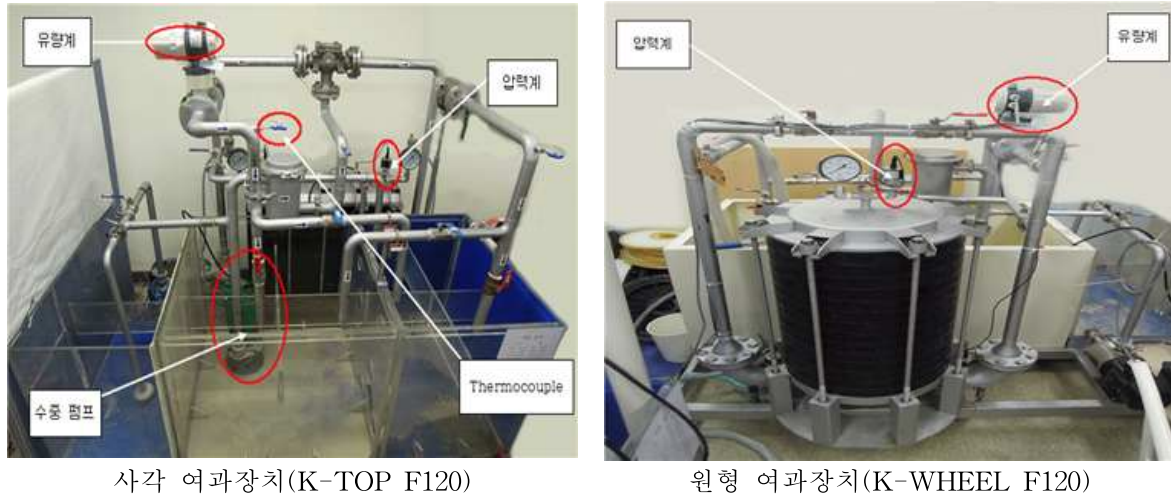 유량계
압력계
Thermocouple
수중 펌프
압력계
유량계
사각 여과장치(K-TOP F120)
원형 여과장치(K-WHEEL F120)